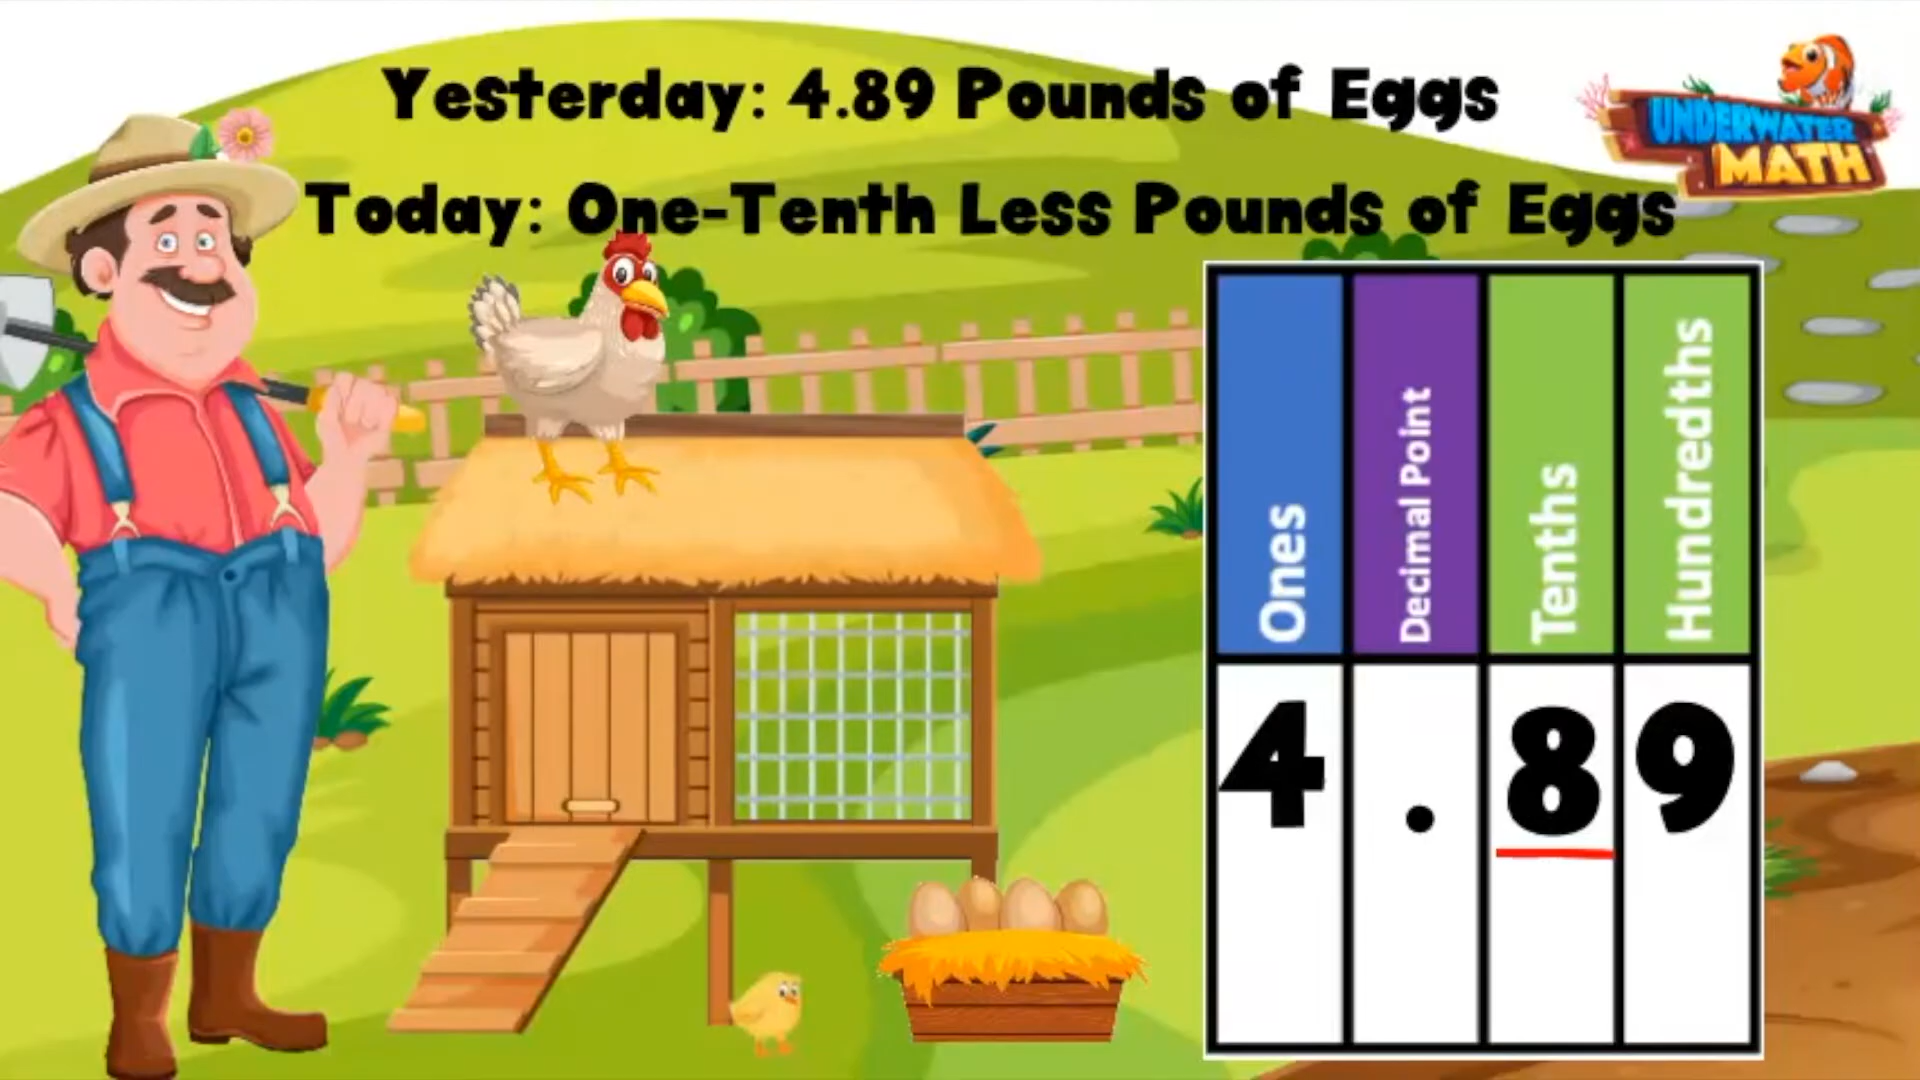 Yesterday: 4.89 Pounds of Eggs
Today: One-Tenth Less Pounds of Eggs
UNDERWATER
MATH
Ones
Decimal Point
Tenths
Hundredths
4 . 8 9